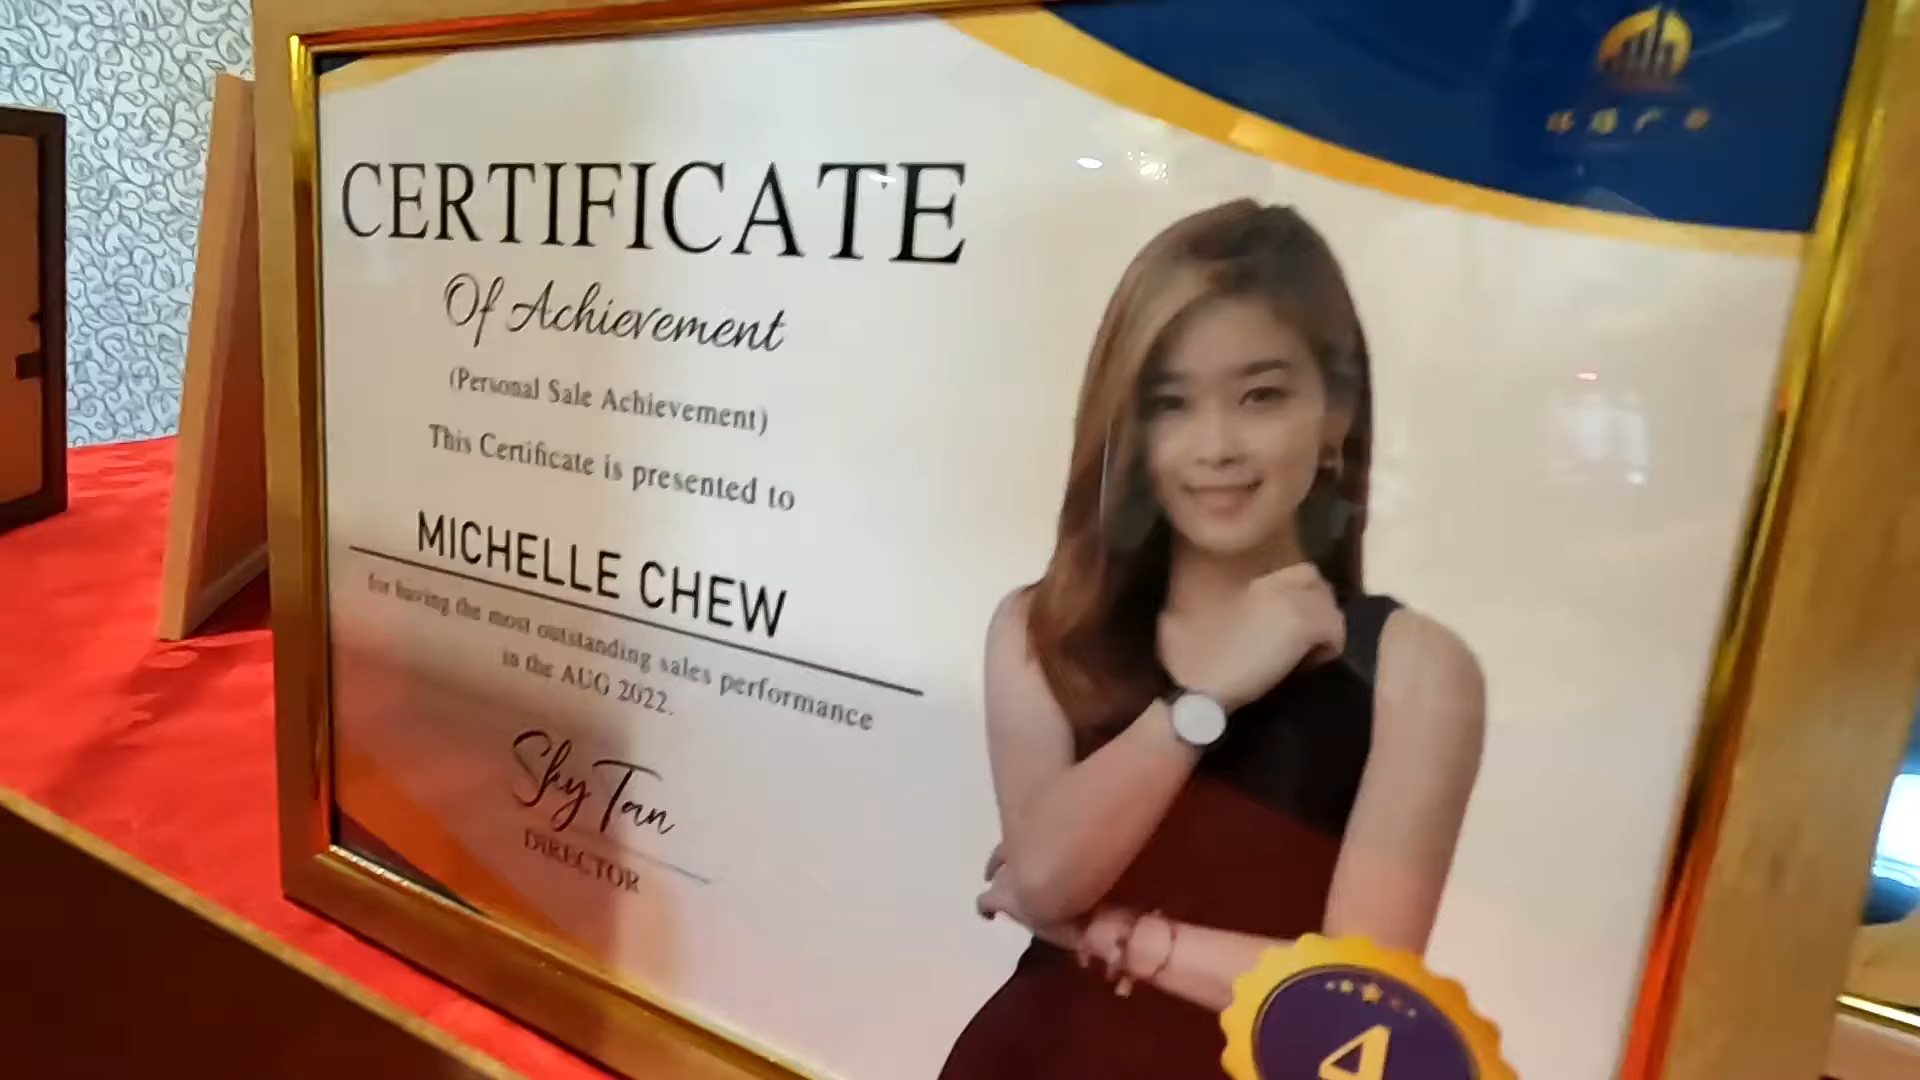 CERTIFICATE
Of Achievement
(Personal Sale Achievement)
This Certificate is presented to
MICHELLE CHEW
for having the most outstanding sales performance
in the AUG 2022.
Sky Tan
DIRECTOR
4